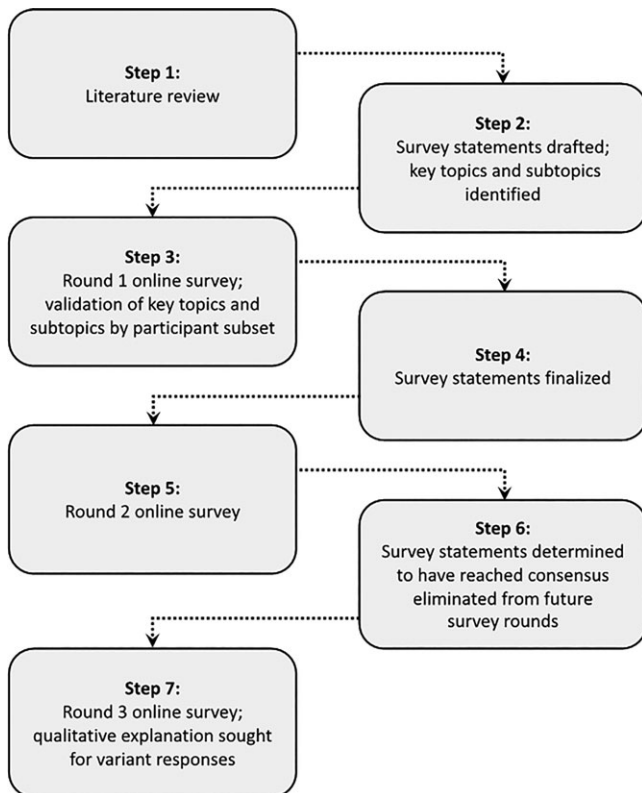 Step 1:
Literature review
Step 2:
Survey statements drafted;
key topics and subtopics
identified
Step 3:
Round 1 online survey;
validation of key topics and
subtopics by participant subset
Step 4:
Survey statements finalized
Step 5:
Round 2 online survey
Step 6:
Survey statements determined
to have reached consensus
eliminated from future
survey rounds
Step 7:
Round 3 online survey;
qualitative explanation sought
for variant responses